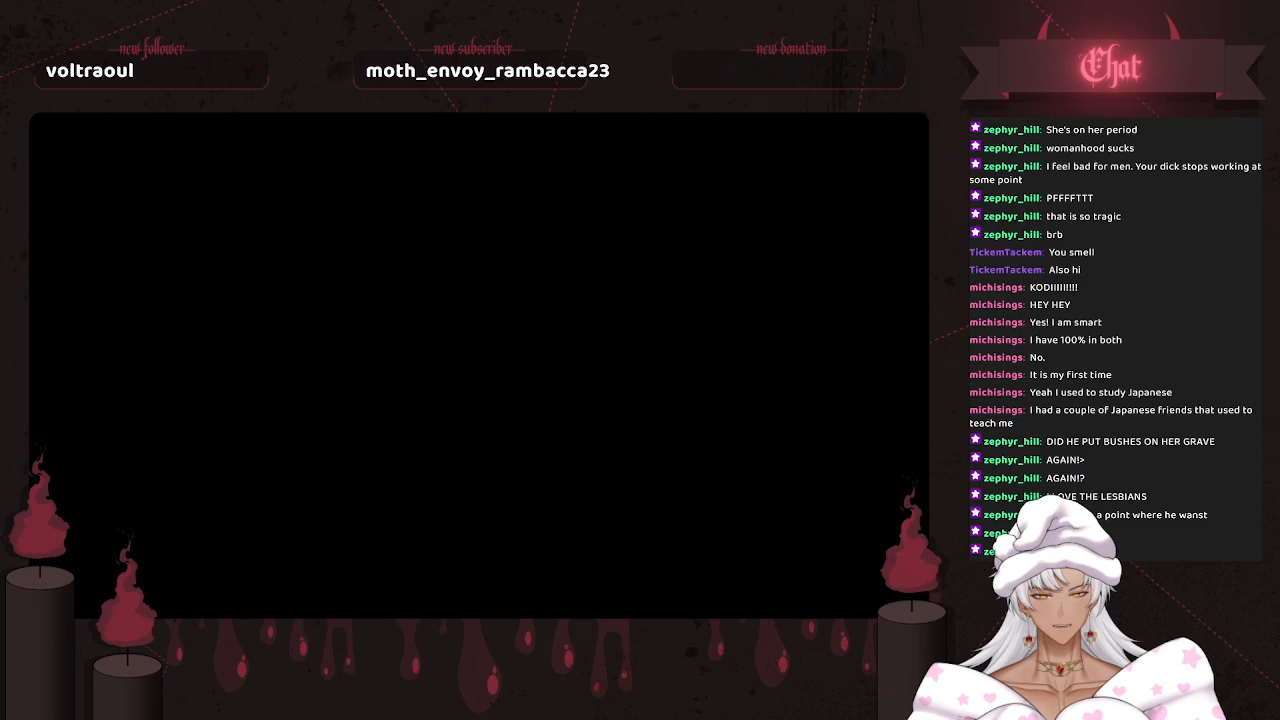 new follower
new subscriber
new donation
voltraoul
moth_envoy_rambacca23
Chat
zephyr_hill: She's on her period
zephyr_hill: womanhood sucks
zephyr_hill: I feel bad for men. Your dick stops working at
some point
zephyr_hill: PFFFFTTT
zephyr_hill: that is so tragic
zephyr_hill: brb
TickemTackem: You smell
TickemTackem: Also hi
michisings: KODIIIII!!!!
michisings: HEY HEY
michisings: Yes! I am smart
michisings: I have 100% in both
michisings: No.
michisings: It is my first time
michisings: Yeah I used to study Japanese
michisings: I had a couple of Japanese friends that used to
teach me
zephyr_hill: DID HE PUT BUSHES ON HER GRAVE
zephyr_hill: AGAIN!>
zephyr_hill: AGAIN!?
zephyr_hill: LOVE THE LESBIANS
zephyr a point where he wanst
zep
ze